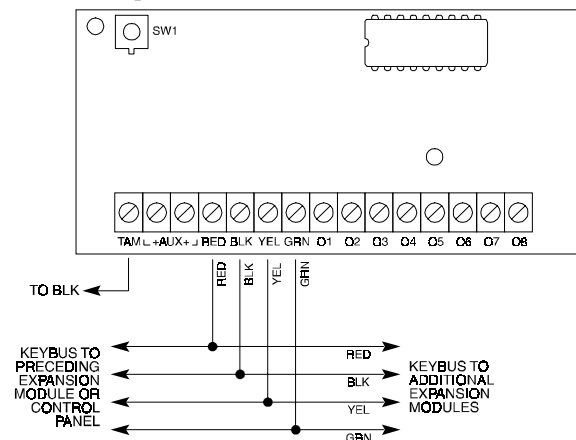 SW1
TAM +AUX+ RED BLK YEL GRN O1 O2 O3 O4 O5 O6 O7 O8
RED BLK YEL GRN
TO BLK
RED
BLK
YEL
GRN
KEYBUS TO
PRECEDING
EXPANSION
MODULE OR
CONTROL
PANEL
KEYBUS TO
ADDITIONAL
EXPANSION
MODULES